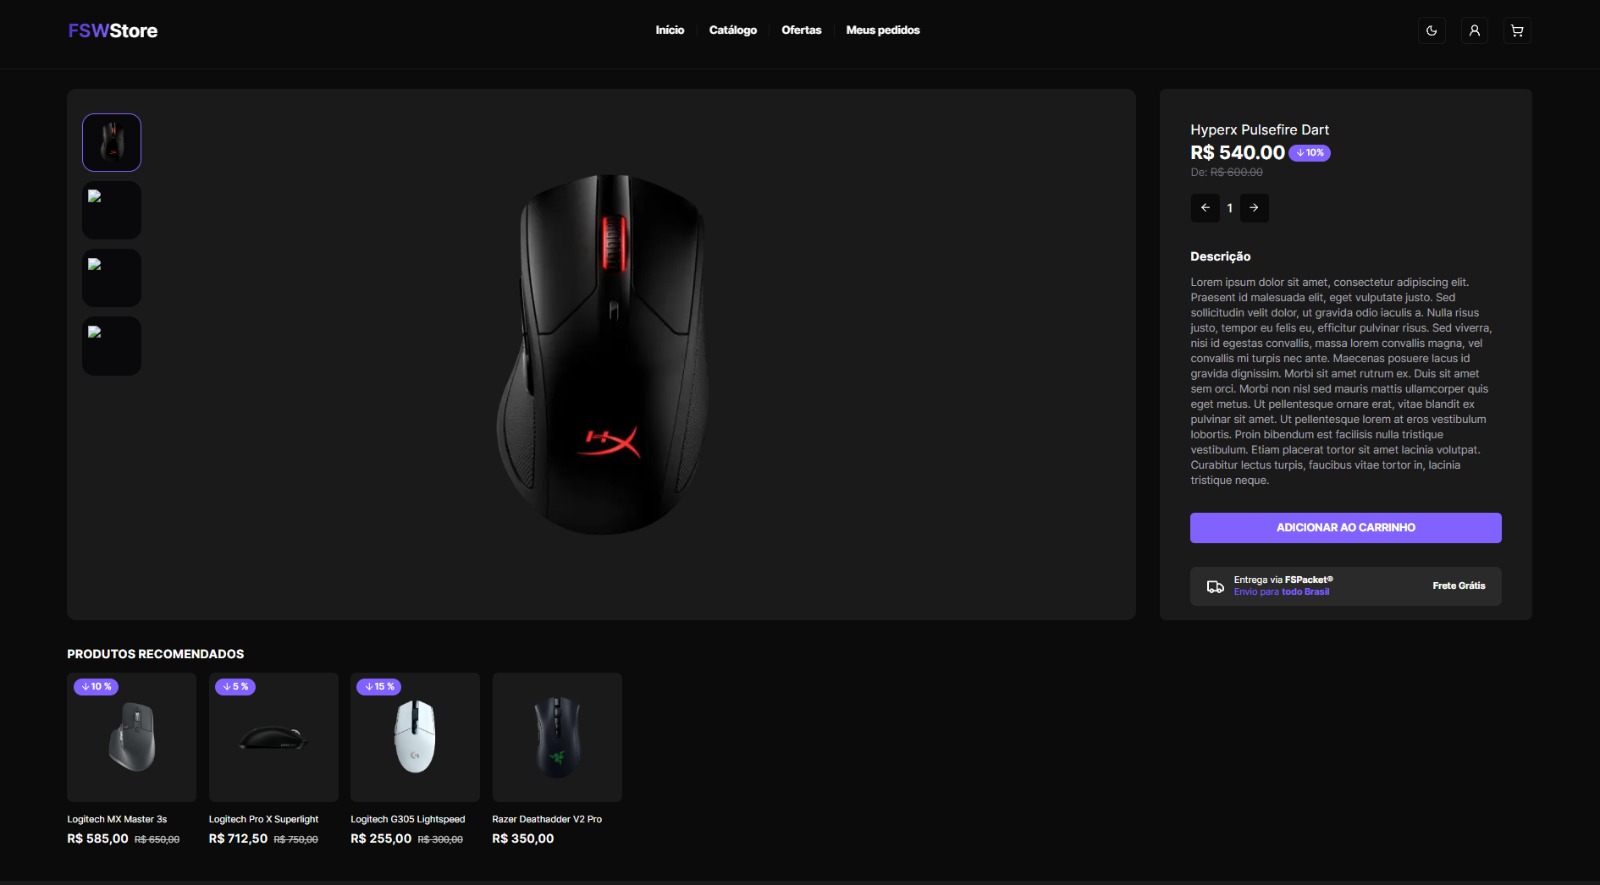 FSWStore
Início
Catálogo
Ofertas
Meus pedidos
Hyperx Pulsefire Dart
R$ 540.00 ↓10%
De: R$ 600.00
← 1 →
Descrição
Lorem ipsum dolor sit amet, consectetur adipiscing elit.
Praesent id malesuada elit, eget vulputate justo. Sed
sollicitudin velit dolor, ut gravida odio iaculis a. Nulla risus
justo, tempor eu felis eu, efficitur pulvinar risus. Sed viverra,
nisi id egestas convallis, massa lorem convallis magna, vel
convallis mi turpis nec ante. Maecenas posuere lacus id
gravida dignissim. Morbi sit amet rutrum ex. Duis sit amet
sem orci. Morbi non nisl sed mauris mattis ullamcorper quis
eget metus. Ut pellentesque ornare erat, vitae blandit ex
pulvinar sit amet. Ut pellentesque lorem at eros vestibulum
lobortis. Proin bibendum est facilisis nulla tristique
vestibulum. Etiam placerat tortor sit amet lacinia volutpat.
Curabitur lectus turpis, faucibus vitae tortor in, lacinia
tristique neque.
ADICIONAR AO CARRINHO
Entrega via FSPacket®
Envio para todo Brasil
Frete Grátis
PRODUTOS RECOMENDADOS
↓10 %
Logitech MX Master 3s
R$ 585,00 R$ 650,00
↓5 %
Logitech Pro X Superlight
R$ 712,50 R$ 750,00
↓15 %
Logitech G305 Lightspeed
R$ 255,00 R$ 300,00
Razer Deathadder V2 Pro
R$ 350,00